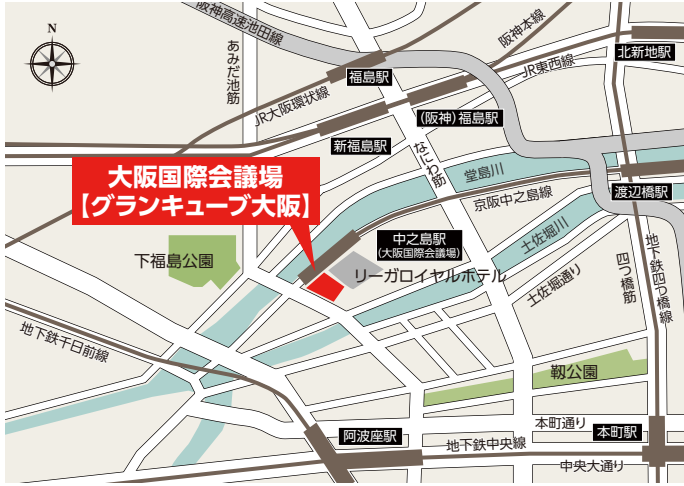 阪神高速池田線
阪神本線
N
あみだ池筋
北新地駅
福島駅
JR東西線
JR大阪環状線
(阪神)福島駅
新福島駅
なにわ筋
大阪国際会議場
【グランキューブ大阪】
堂島川
渡辺橋駅
京阪中之島線
中之島駅
(大阪国際会議場)
土佐堀川
下福島公園
リーガロイヤルホテル
土佐堀通り
四つ橋筋
地下鉄四つ橋線
地下鉄千日前線
靱公園
本町通り
阿波座駅
本町駅
地下鉄中央線
中央大通り